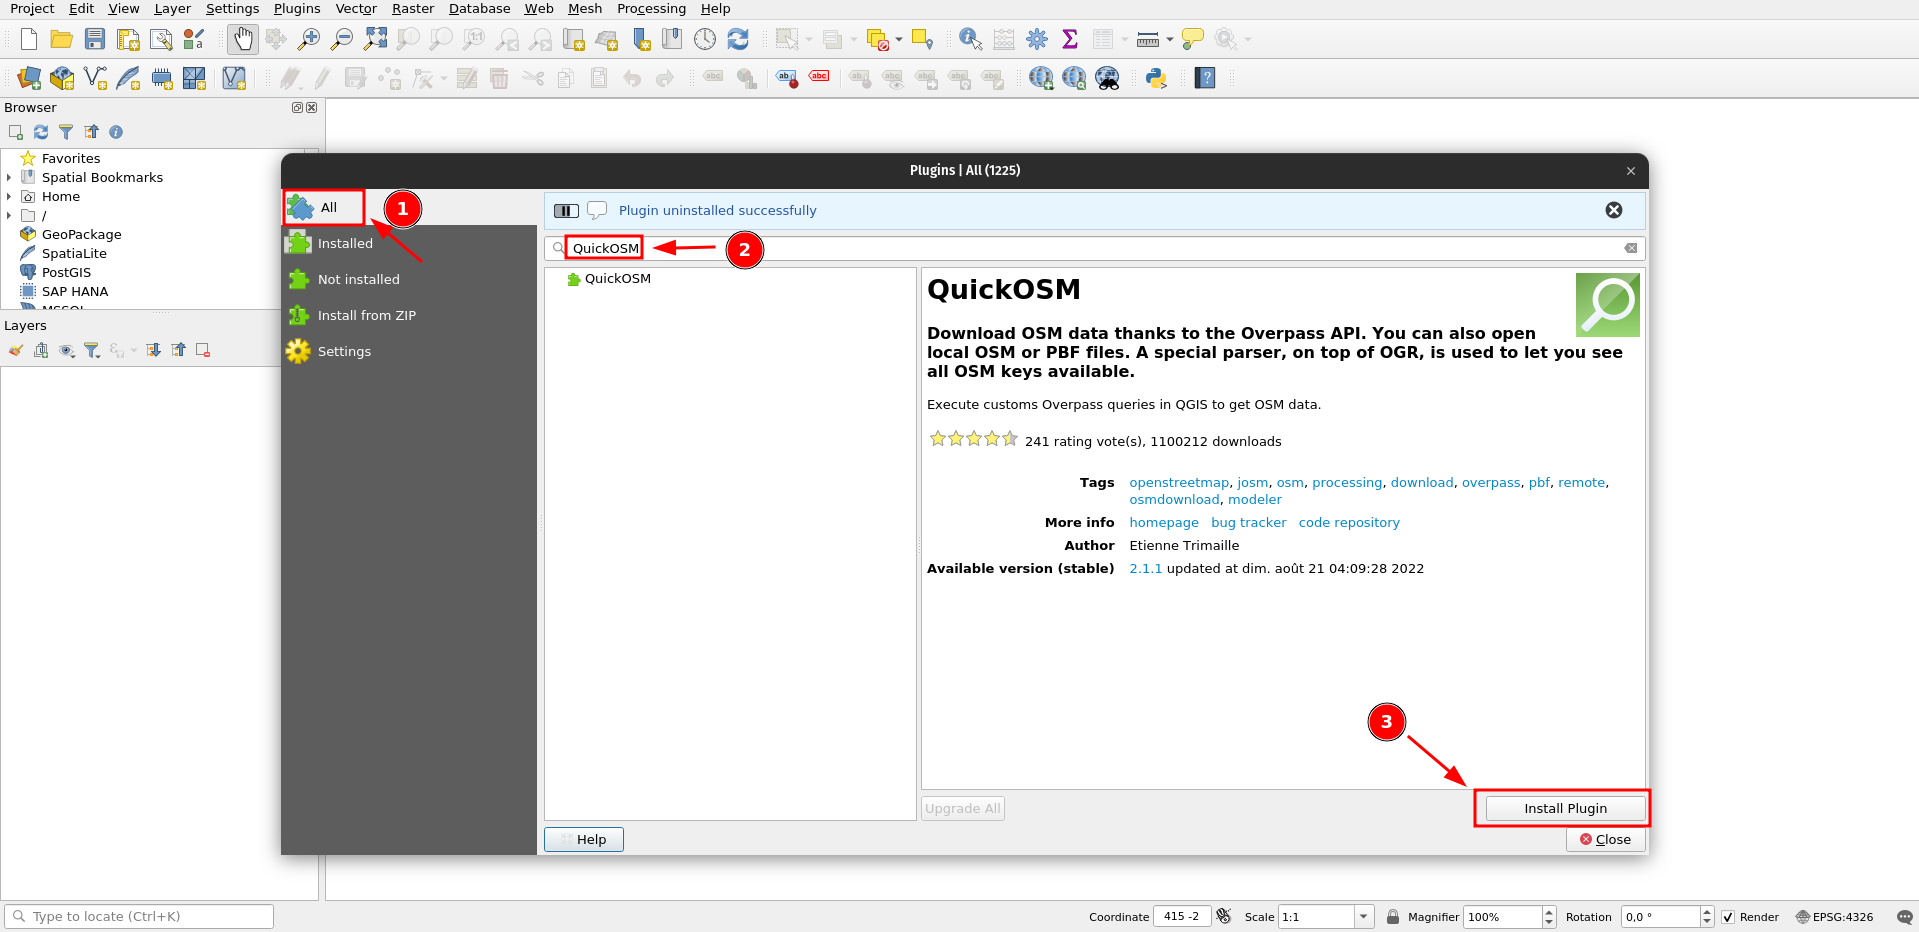 Project Edit View Layer Settings Plugins Vector Raster Database Web Mesh Processing Help
Browser
Favorites
Spatial Bookmarks
Home
/
GeoPackage
SpatiaLite
PostGIS
SAP HANA
MSSQL
Layers
Plugins | All (1225)
All
1
Installed
Not installed
Install from ZIP
Settings
Plugin uninstalled successfully
QuickOSM
2
QuickOSM
QuickOSM
Download OSM data thanks to the Overpass API. You can also open
local OSM or PBF files. A special parser, on top of OGR, is used to let you see
all OSM keys available.
Execute customs Overpass queries in QGIS to get OSM data.
241 rating vote(s), 1100212 downloads
Tags openstreetmap, josm, osm, processing, download, overpass, pbf, remote,
osmdownload, modeler
More info homepage bug tracker code repository
Author Etienne Trimaille
Available version (stable) 2.1.1 updated at dim. août 21 04:09:28 2022
3
Upgrade All
Install Plugin
Help
Close
Type to locate (Ctrl+K)
Coordinate 415 -2 Scale 1:1 Magnifier 100% Rotation 0,0 ° Render EPSG:4326